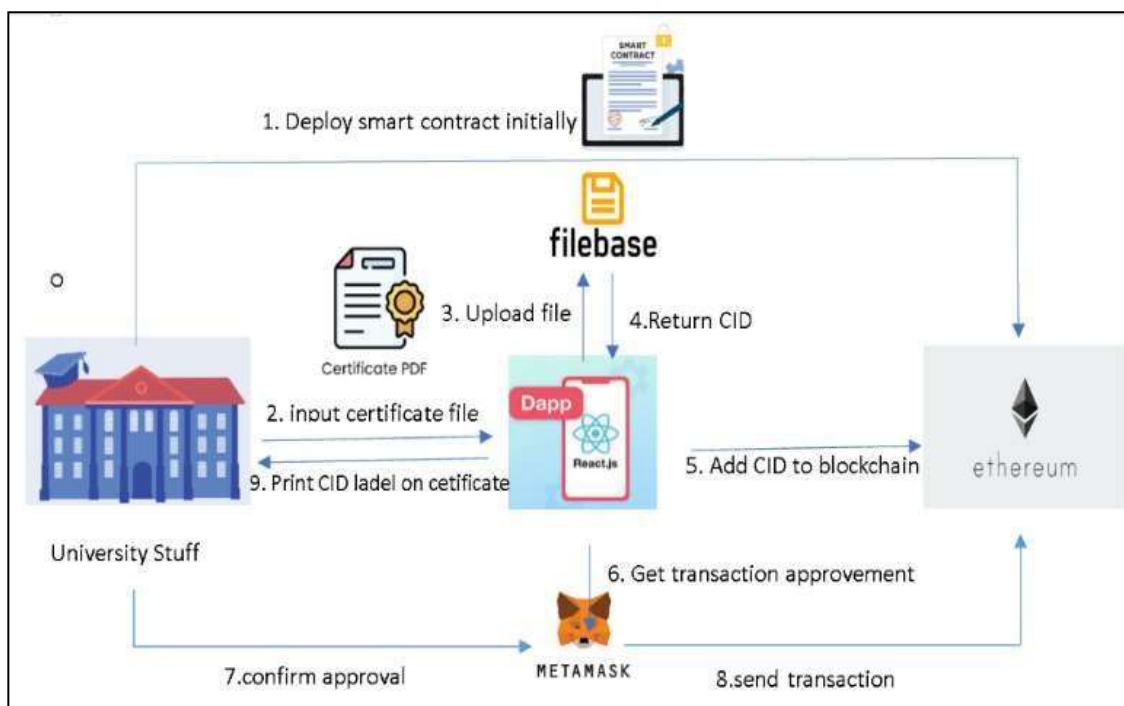 SMART
CONTRACT
1. Deploy smart contract initially
filebase
3. Upload file
4.Return CID
Certificate PDF
Dapp
2. input certificate file
React.js
5. Add CID to blockchain
ethereum
9. Print CID ladel on cetificate
University Stuff
6. Get transaction approvement
METAMASK
7.confirm approval
8.send transaction